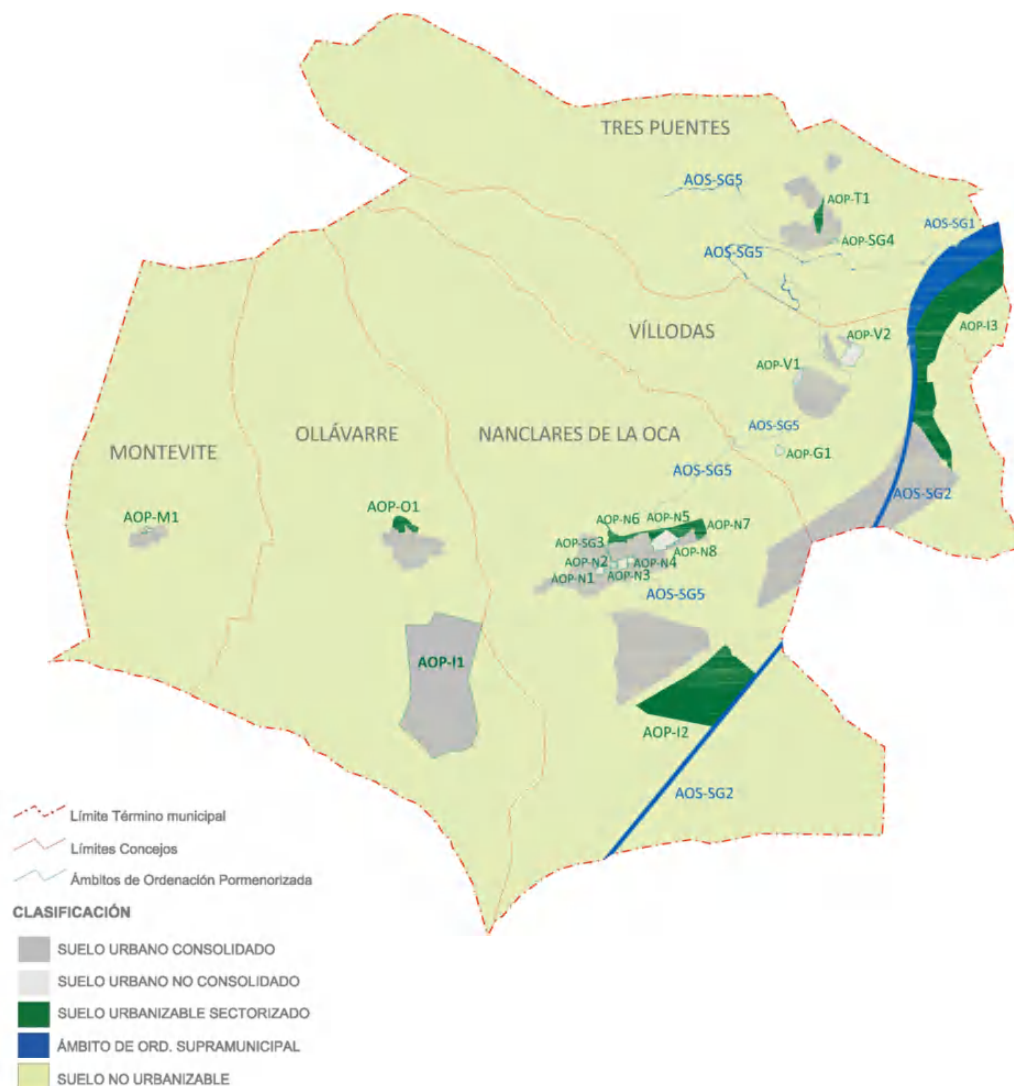 TRES PUENTES
AOS-SG5
AOP-T1
AOS-SG1
AOP-SG4
AOS-SG5
VÍLLODAS
AOP-V2
AOP-I3
AOP-V1
OLLÁVARRE
NANCLARES DE LA OCA
AOS-SG5
MONTEVITE
AOP-G1
AOS-SG5
AOS-SG2
AOP-M1
AOP-O1
AOP-N6
AOP-N5
AOP-N7
AOP-SG3
AOP-N8
AOP-N2
AOP-N4
AOP-N1
AOP-N3
AOS-SG5
AOP-I1
AOP-I2
AOS-SG2
Límite Término municipal
Límites Concejos
Ámbitos de Ordenación Pormenorizada
CLASIFICACIÓN
SUELO URBANO CONSOLIDADO
SUELO URBANO NO CONSOLIDADO
SUELO URBANIZABLE SECTORIZADO
ÁMBITO DE ORD. SUPRAMUNICIPAL
SUELO NO URBANIZABLE